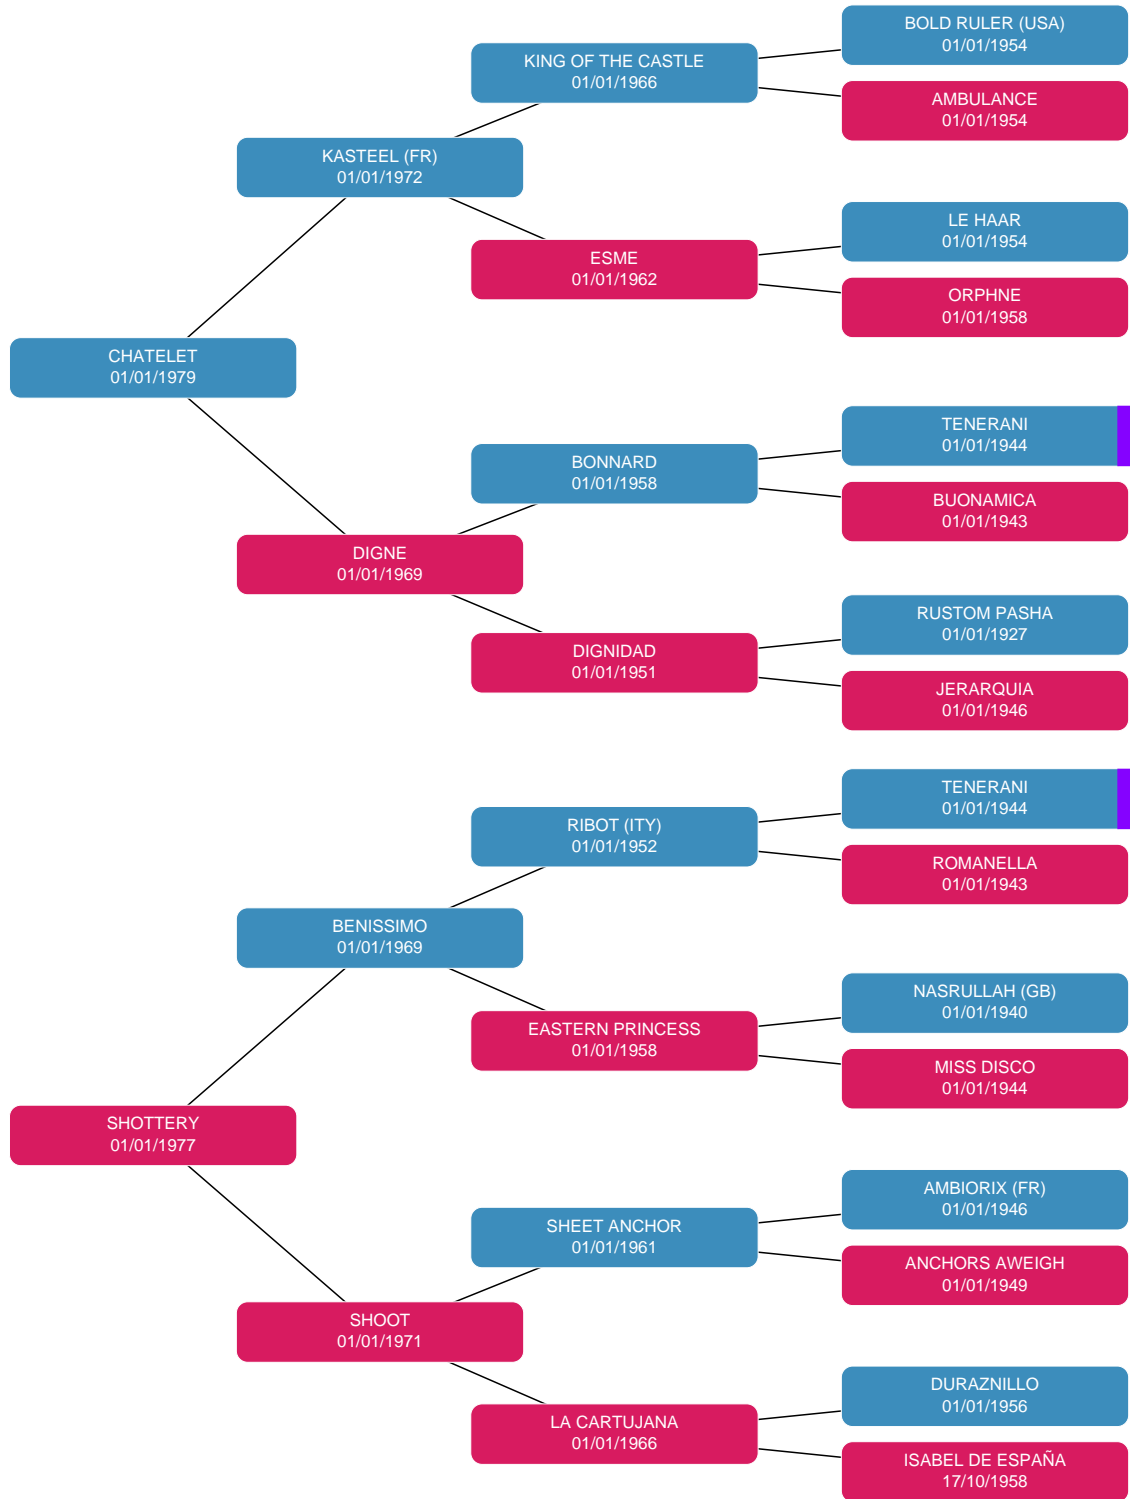 BOLD RULER (USA)
01/01/1954
KING OF THE CASTLE
01/01/1966
AMBULANCE
01/01/1954
KASTEEL (FR)
01/01/1972
LE HAAR
01/01/1954
ESME
01/01/1962
ORPHNE
01/01/1958
CHATELET
01/01/1979
TENERANI
01/01/1944
BONNARD
01/01/1958
BUONAMICA
01/01/1943
DIGNE
01/01/1969
RUSTOM PASHA
01/01/1927
DIGNIDAD
01/01/1951
JERARQUIA
01/01/1946
TENERANI
01/01/1944
RIBOT (ITY)
01/01/1952
ROMANELLA
01/01/1943
BENISSIMO
01/01/1969
NASRULLAH (GB)
01/01/1940
EASTERN PRINCESS
01/01/1958
MISS DISCO
01/01/1944
SHOTTERY
01/01/1977
AMBIORIX (FR)
01/01/1946
SHEET ANCHOR
01/01/1961
ANCHORS AWEIGH
01/01/1949
SHOOT
01/01/1971
DURAZNILLO
01/01/1956
LA CARTUJANA
01/01/1966
ISABEL DE ESPAÑA
17/10/1958